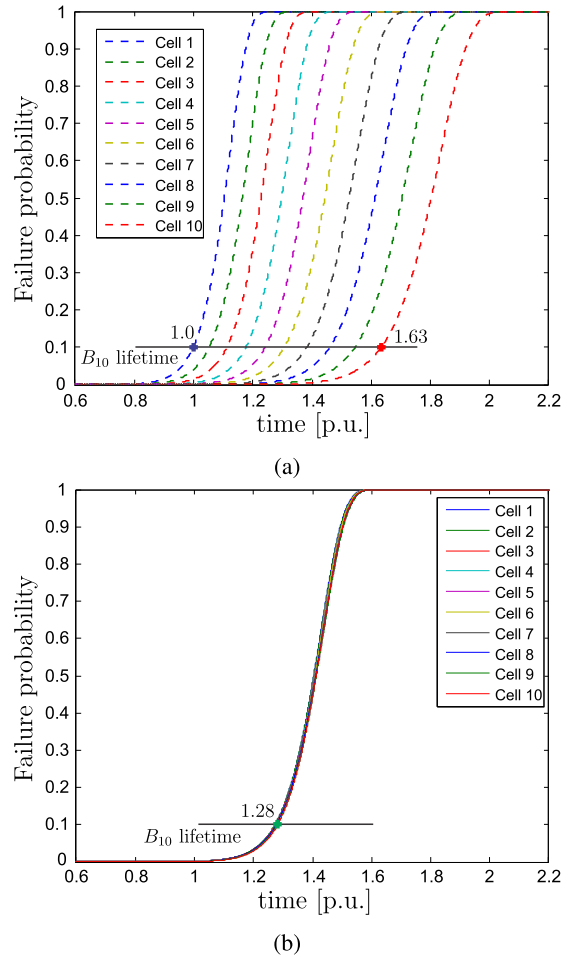 1
0.9
0.8
0.7
0.6
0.5
0.4
0.3
0.2
0.1
0
Failure probability
Cell 1
Cell 2
Cell 3
Cell 4
Cell 5
Cell 6
Cell 7
Cell 8
Cell 9
Cell 10
1.0
1.63
B10 lifetime
0.6 0.8 1 1.2 1.4 1.6 1.8 2 2.2
time [p.u.]
(a)
1
0.9
0.8
0.7
0.6
0.5
0.4
0.3
0.2
0.1
0
Failure probability
Cell 1
Cell 2
Cell 3
Cell 4
Cell 5
Cell 6
Cell 7
Cell 8
Cell 9
Cell 10
1.28
B10 lifetime
0.6 0.8 1 1.2 1.4 1.6 1.8 2 2.2
time [p.u.]
(b)